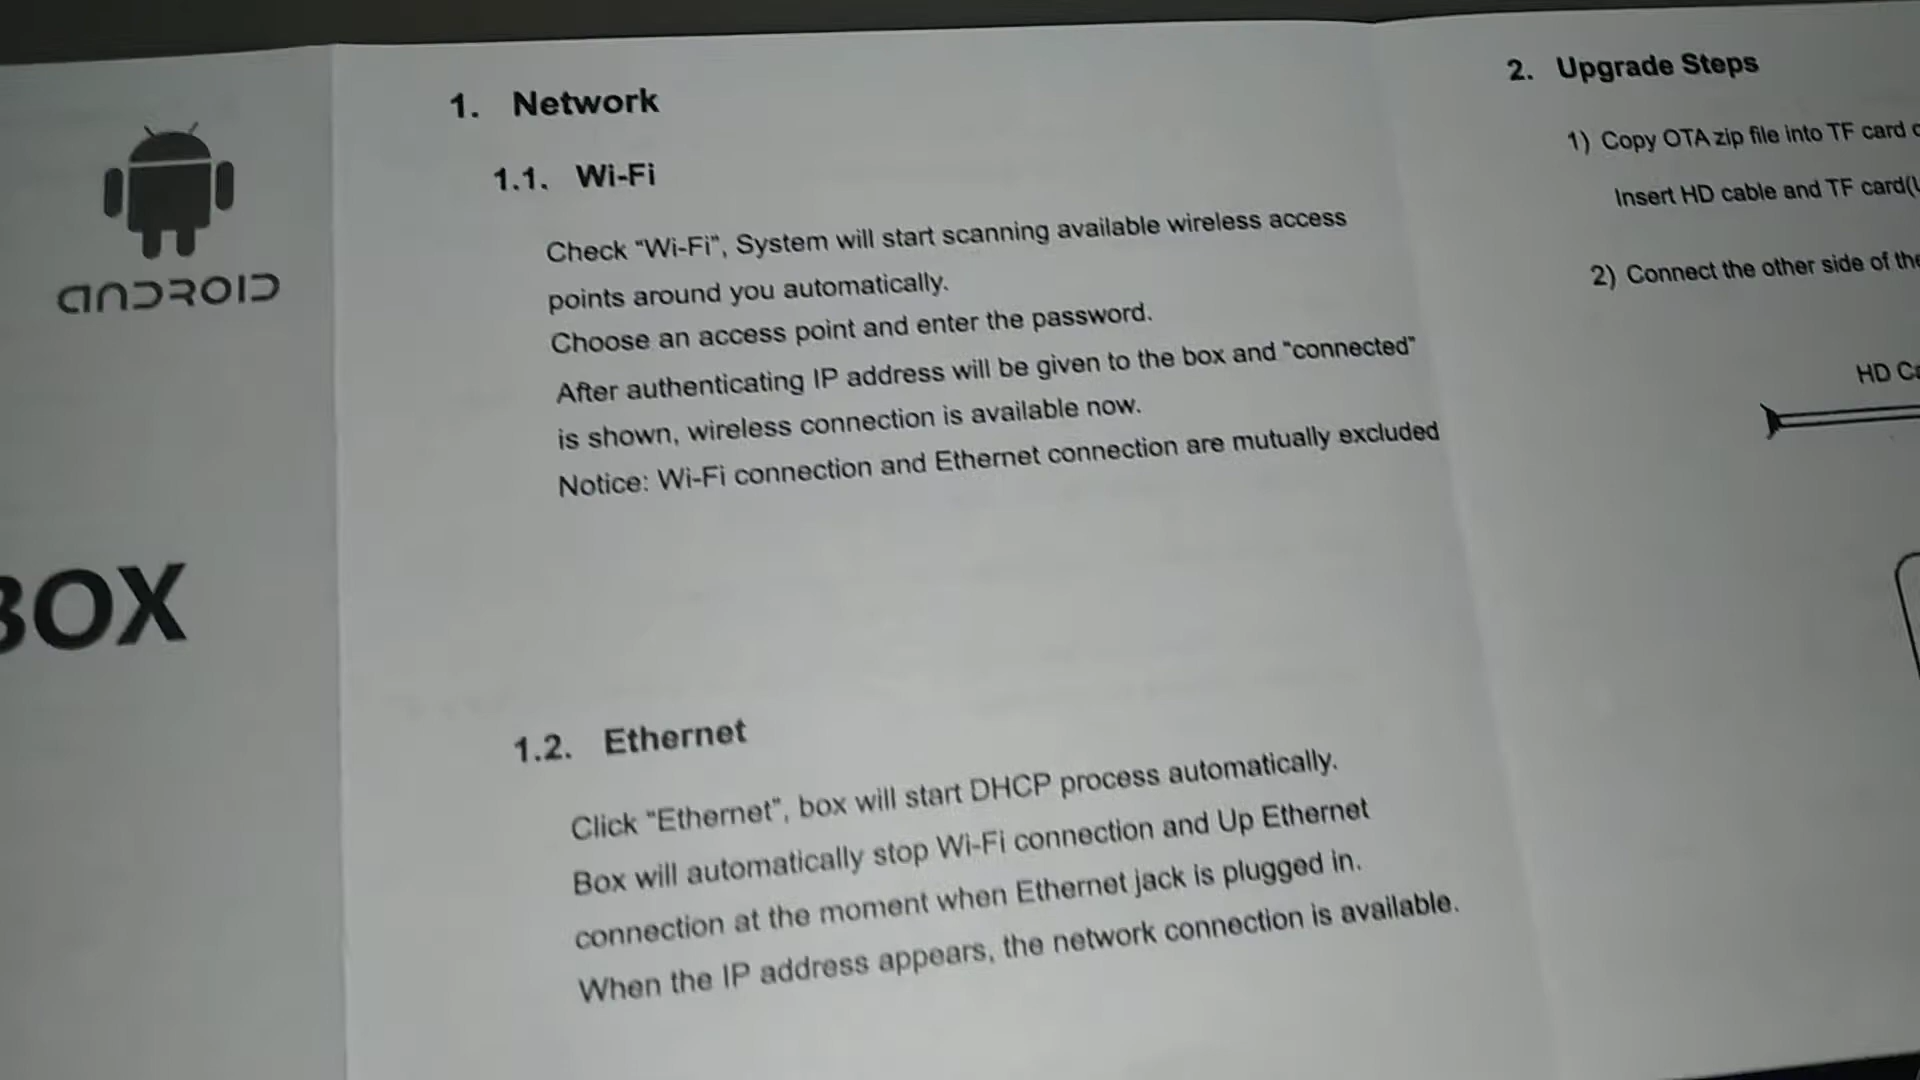 ANDROID
BOX
1. Network
1.1. Wi-Fi
Check “Wi-Fi”, System will start scanning available wireless access
points around you automatically.
Choose an access point and enter the password.
After authenticating IP address will be given to the box and “connected”
is shown, wireless connection is available now.
Notice: Wi-Fi connection and Ethernet connection are mutually excluded
1.2. Ethernet
Click “Ethernet”, box will start DHCP process automatically.
Box will automatically stop Wi-Fi connection and Up Ethernet
connection at the moment when Ethernet jack is plugged in.
When the IP address appears, the network connection is available.
2. Upgrade Steps
1) Copy OTA zip file into TF card
Insert HD cable and TF card(
2) Connect the other side of the
HD